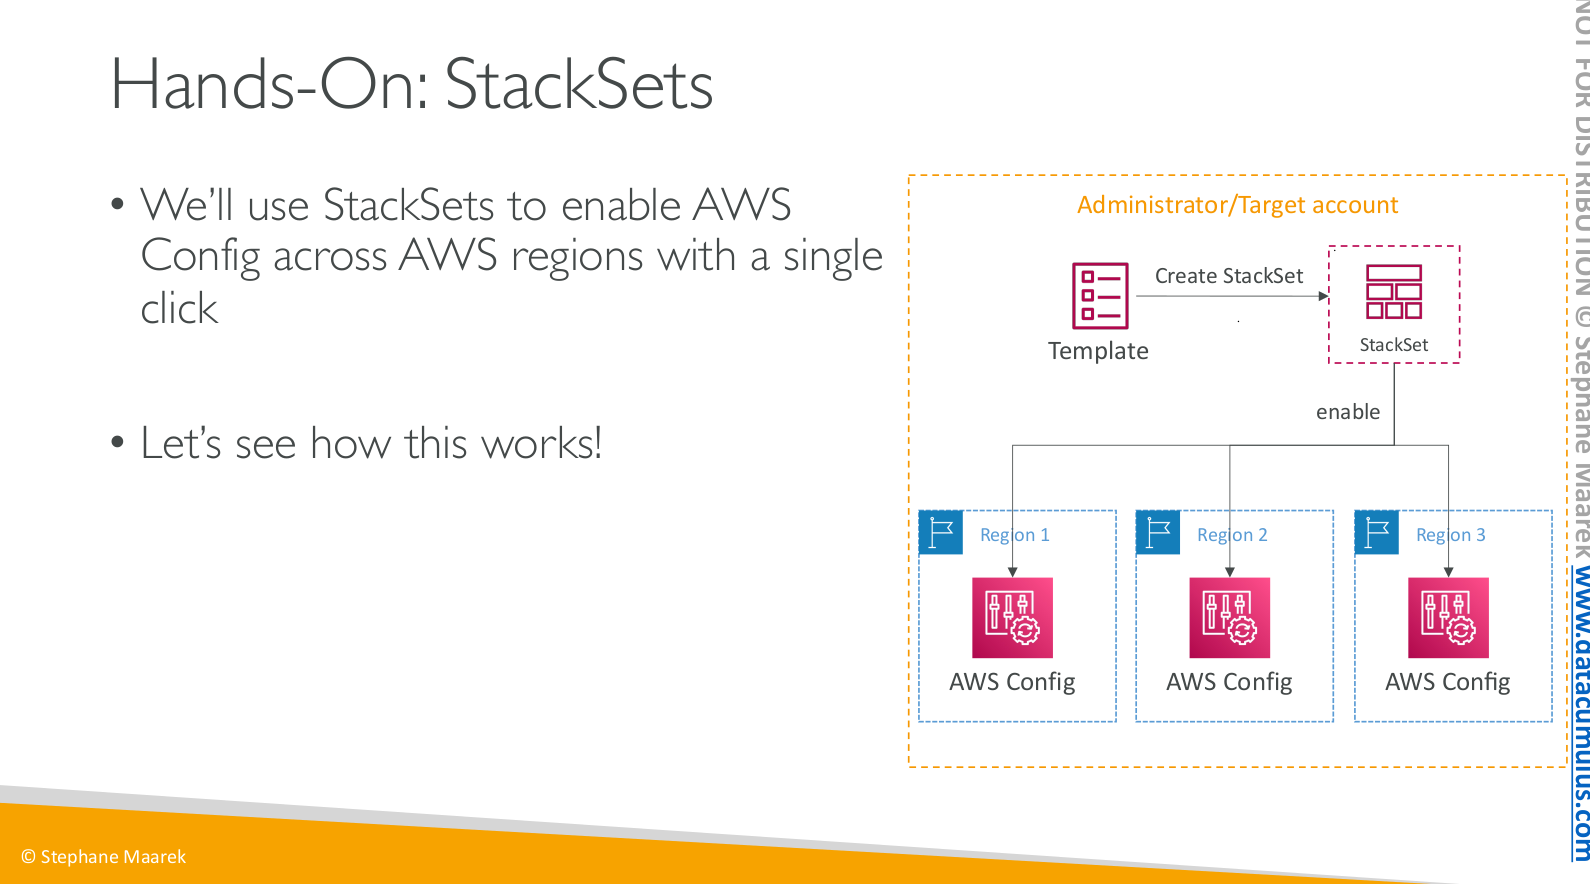 Hands-On: StackSets
• We’ll use StackSets to enable AWS
Config across AWS regions with a single
click
• Let’s see how this works!
Administrator/Target account
Create StackSet
Template
StackSet
enable
Region 1
Region 2
Region 3
AWS Config
AWS Config
AWS Config
© Stephane Maarek
NOT FOR DISTRIBUTION © Stephane Maarek www.datacumulus.com